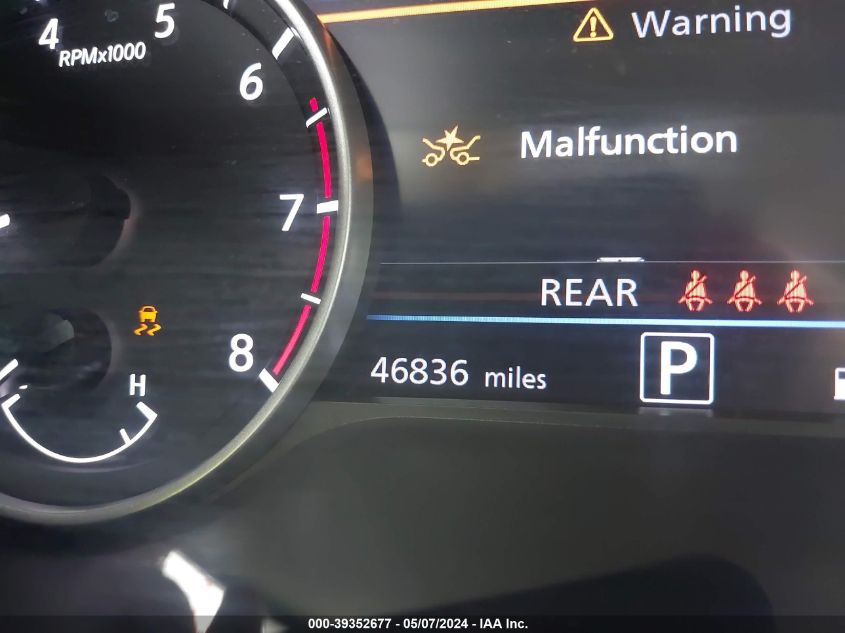 4 5
RPMx1000
6
7
8
H
Warning
Malfunction
REAR
46836 miles P
000-39352677 - 05/07/2024 - IAA Inc.